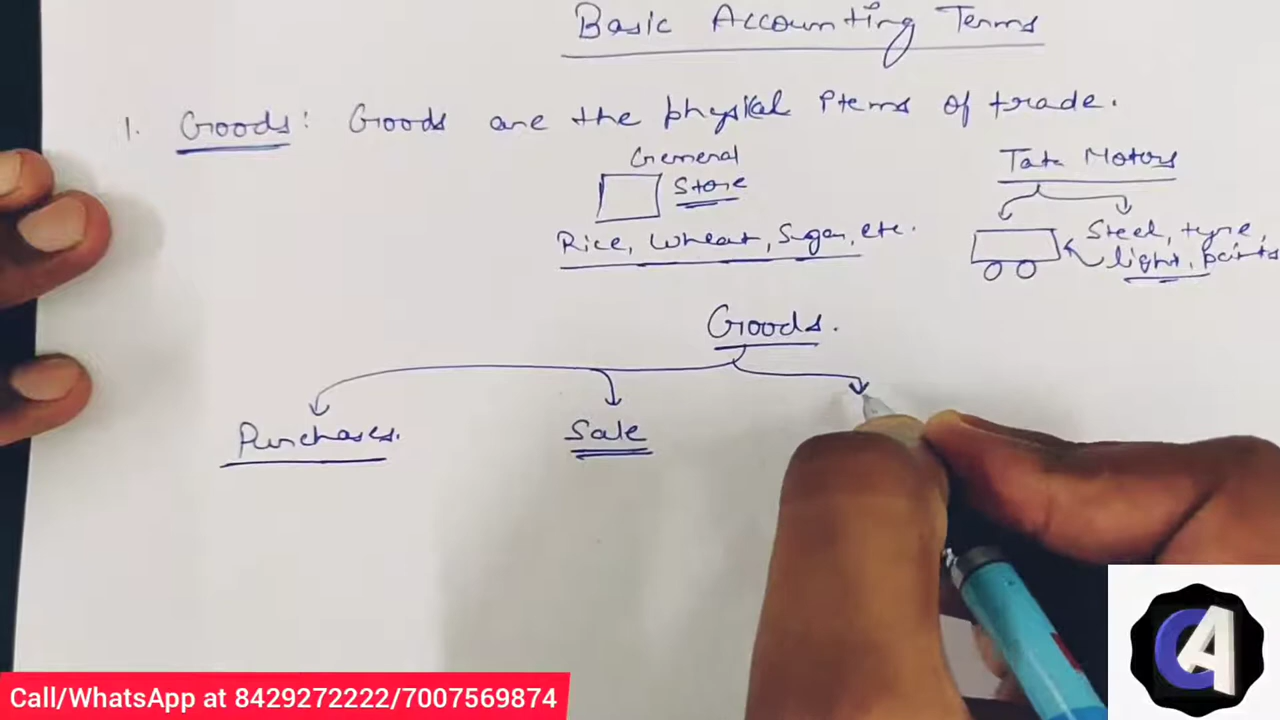 Basic Accounting Terms
1. Goods: Goods are the physical items of trade.
General
Store
Rice, Wheat, Sugar, etc.
Tata Motors
Steel, tyre,
light, paints
Goods.
Purchases. Sale
Call/WhatsApp at 8429272222/7007569874
CA